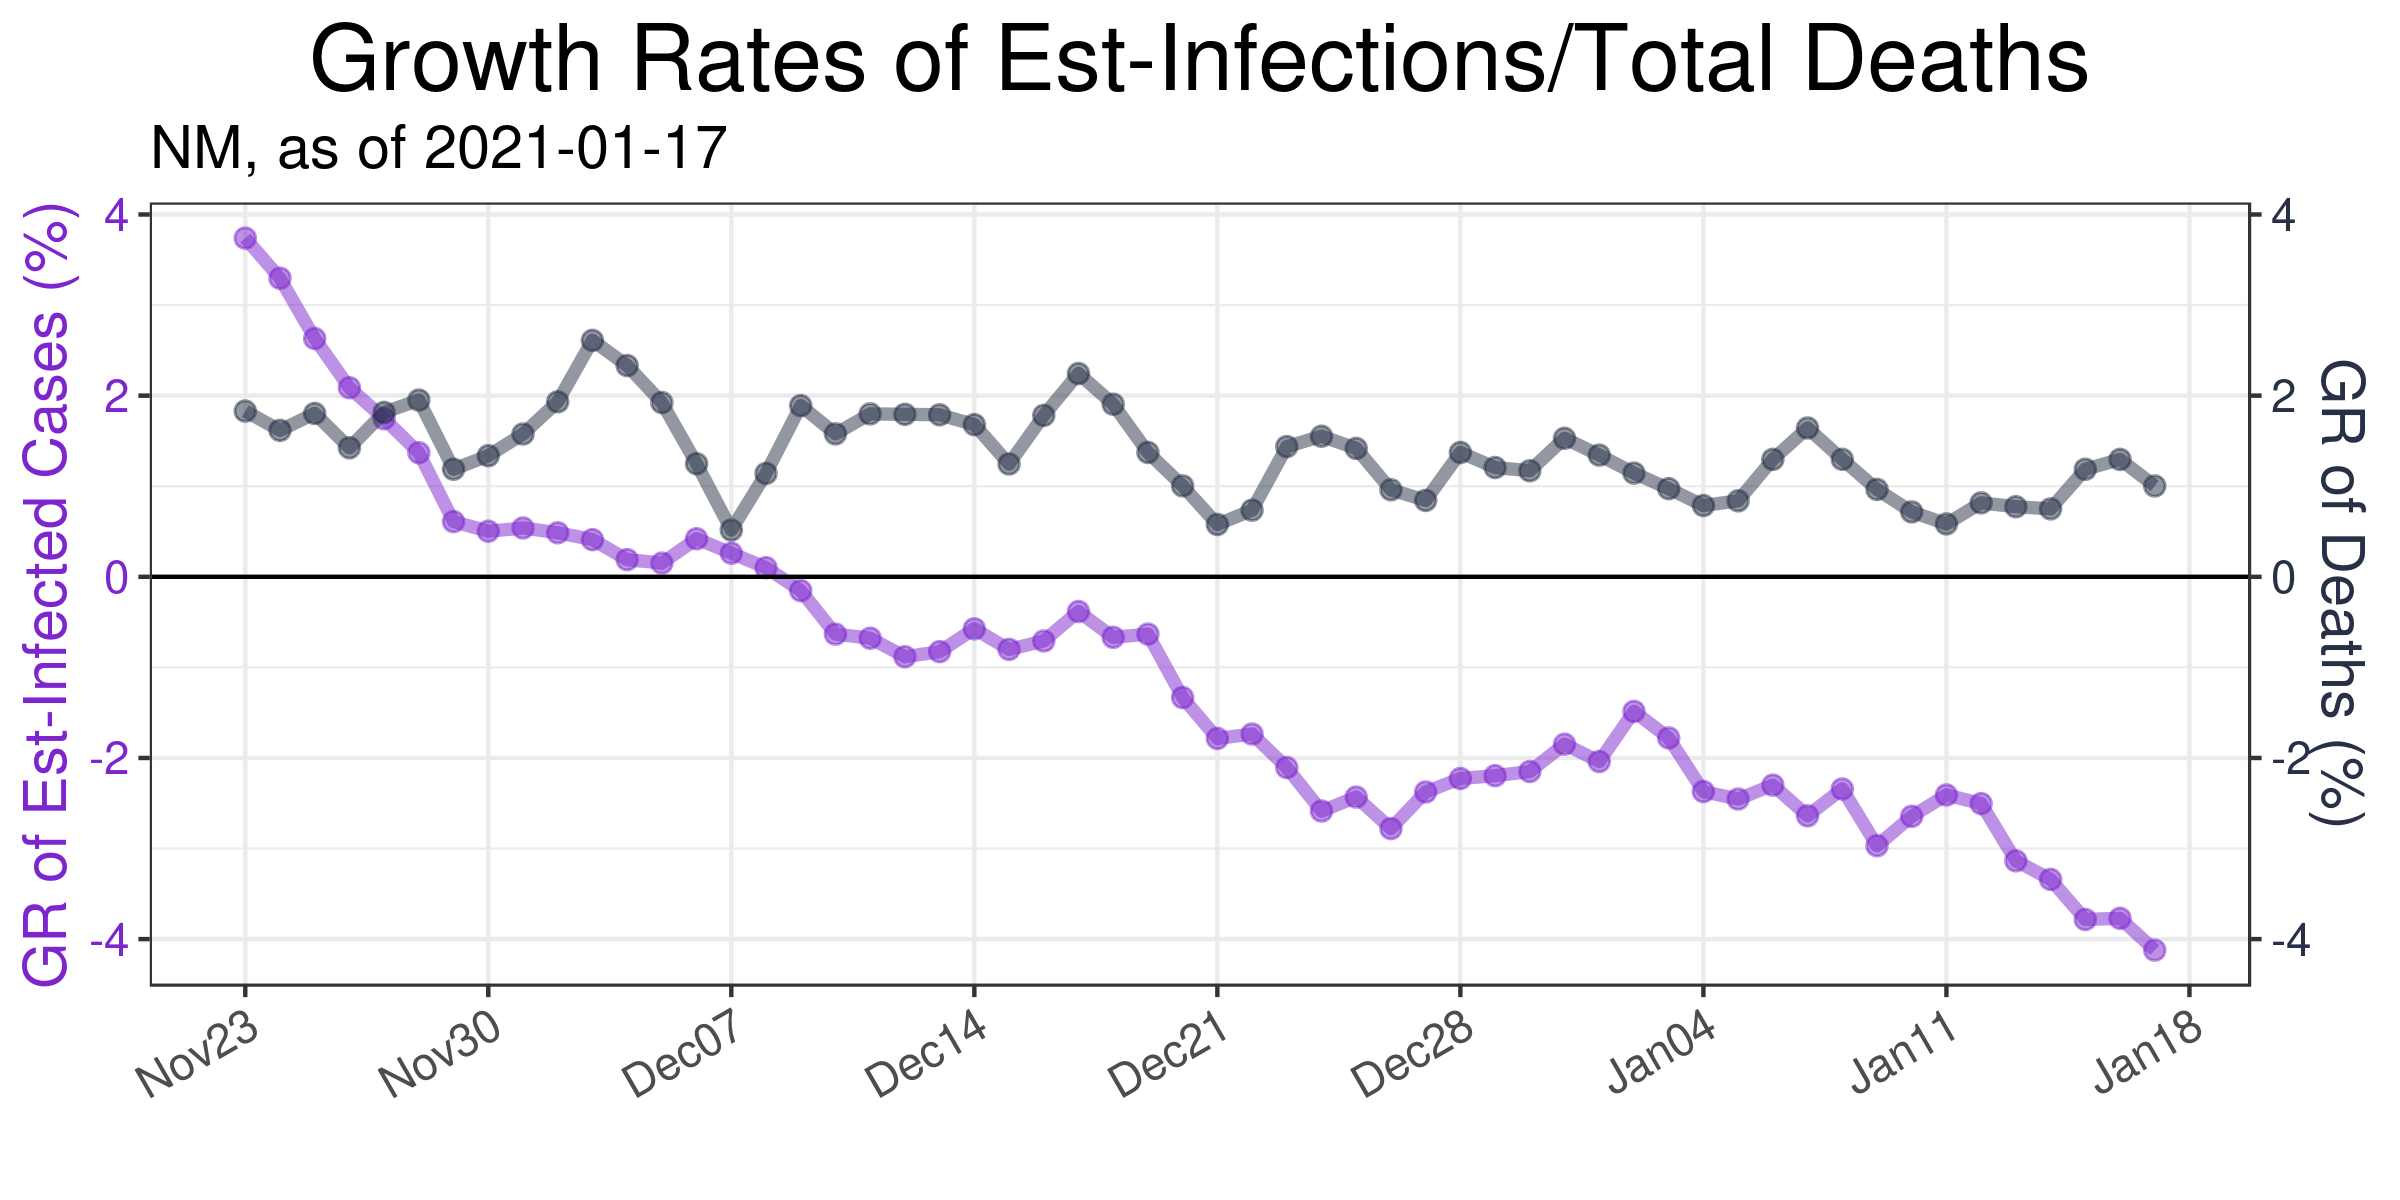 Growth Rates of Est-Infections/Total Deaths
NM, as of 2021-01-17
GR of Est-Infected Cases (%)
4
2
0
-2
-4
4
2
0
-2
-4
GR of Deaths (%)
Nov23
Nov30
Dec07
Dec14
Dec21
Dec28
Jan04
Jan11
Jan18